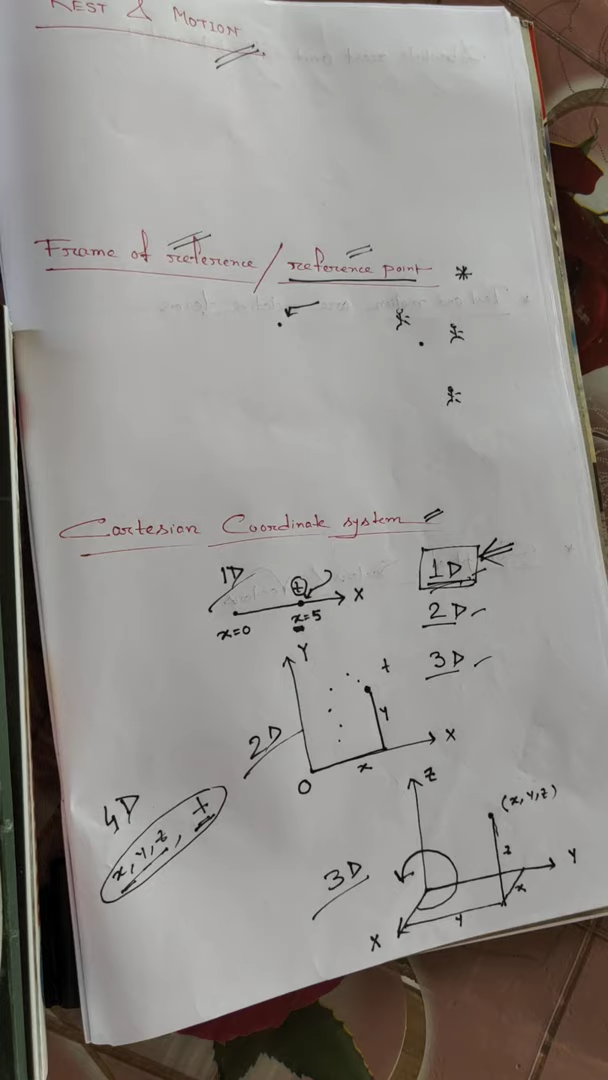 REST & MOTION
Frame of reference / reference point *
Cartesian Coordinate system
1D
t
X
x=0
x=5
1D
2D
3D
Y
t
y
2D
X
O
x
4D
x, y, z, t
Z
(x, y, z)
z
Y
3D
x
y
X